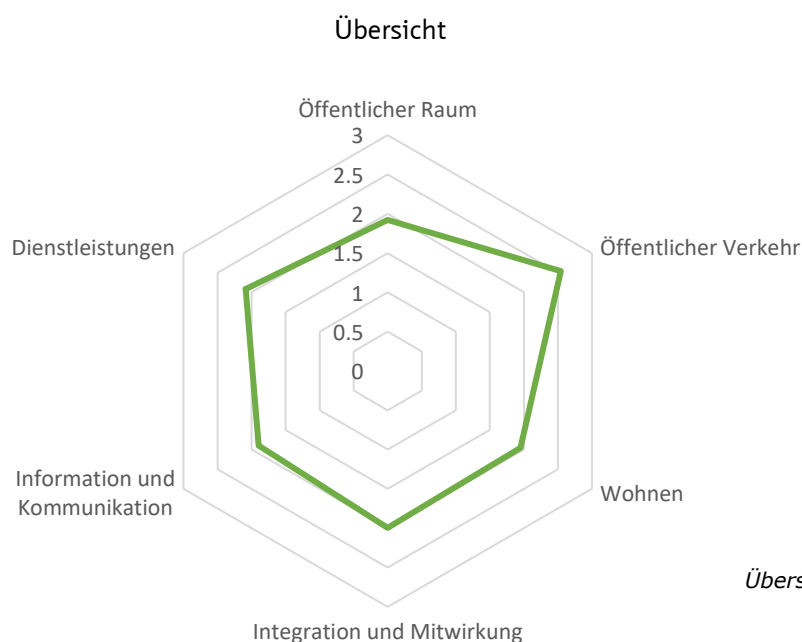 Übersicht
Öffentlicher Raum
3
2.5
2
1.5
1
0.5
0
Öffentlicher Verkehr
Wohnen
Integration und Mitwirkung
Information und
Kommunikation
Dienstleistungen